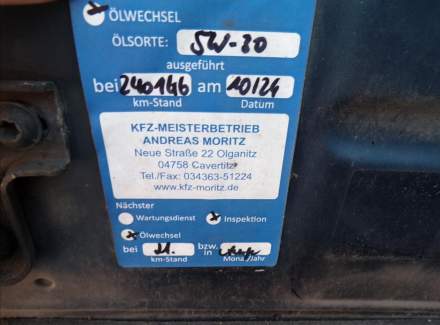 ÖLWECHSEL
ÖLSORTE: 5W-30
ausgeführt
bei 240146 am 10/24
km-Stand Datum
KFZ-MEISTERBETRIEB
ANDREAS MORITZ
Neue Straße 22 Olganitz
04758 Cavertitz
Tel./Fax: 034363-51224
www.kfz-moritz.de
Nächster
Wartungsdienst Inspektion
Ölwechsel
bei bzw. in
km-Stand Monat/Jahr